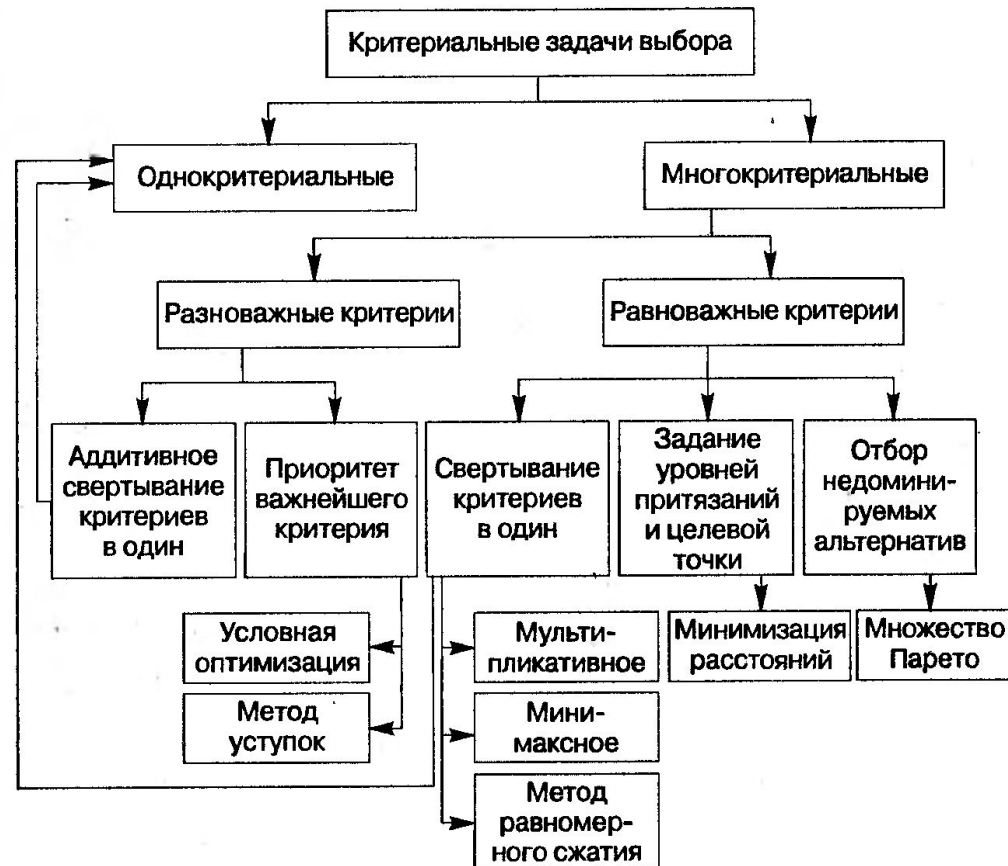 Критериальные задачи выбора
Однокритериальные
Многокритериальные
Разноважные критерии
Равноважные критерии
Аддитивное
свертывание
критериев
в один
Приоритет
важнейшего
критерия
Свертывание
критериев
в один
Задание
уровней
притязаний
и целевой
точки
Отбор
недомини-
руемых
альтернатив
Условная
оптимизация
Метод
уступок
Мульти-
пликативное
Мини-
максное
Метод
равномер-
ного сжатия
Минимизация
расстояний
Множество
Парето